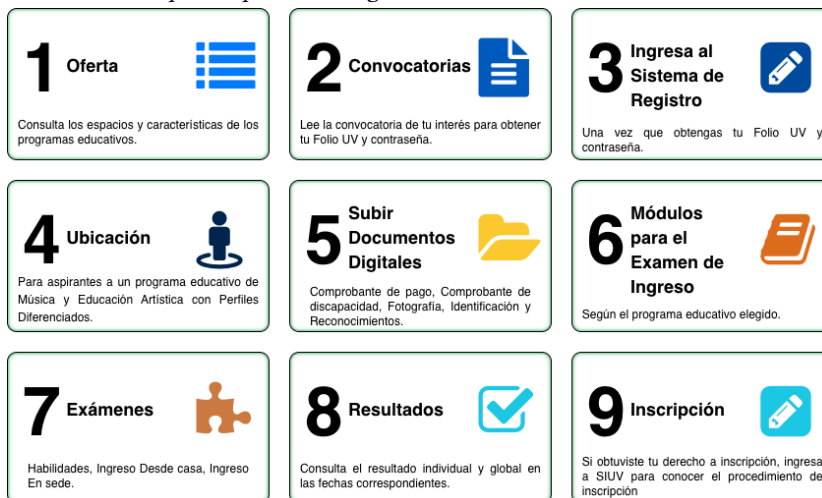 1 Oferta
Consulta los espacios y características de los
programas educativos.
2 Convocatorias
Lee la convocatoria de tu interés para obtener
tu Folio UV y contraseña.
3 Ingresa al
Sistema de
Registro
Una vez que obtengas tu Folio UV y
contraseña.
4 Ubicación
Para aspirantes a un programa educativo de
Música y Educación Artística con Perfiles
Diferenciados.
5 Subir
Documentos
Digitales
Comprobante de pago, Comprobante de
discapacidad, Fotografía, Identificación y
Reconocimientos.
6 Módulos
para el
Examen de
Ingreso
Según el programa educativo elegido.
7 Exámenes
Habilidades, Ingreso Desde casa, Ingreso
En sede.
8 Resultados
Consulta el resultado individual y global en
las fechas correspondientes.
9 Inscripción
Si obtuviste tu derecho a inscripción, ingresa
a SIUV para conocer el procedimiento de
inscripción